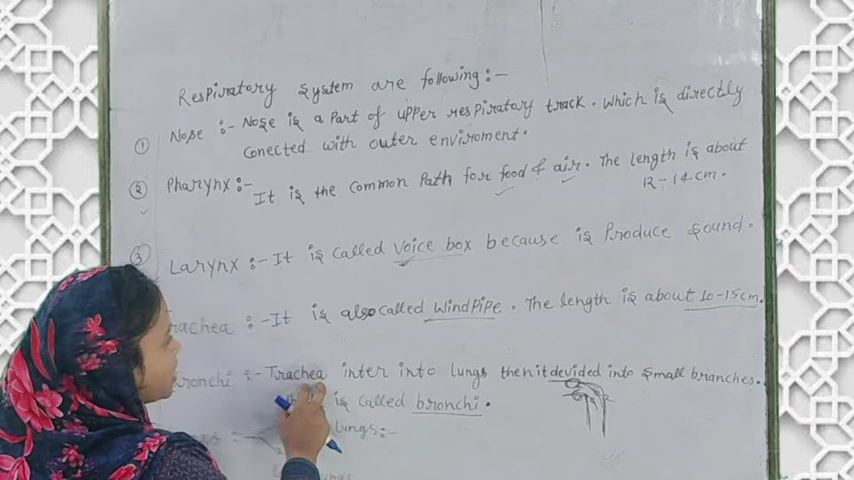 Respiratory system are following:-
① Nose :- Nose is a part of upper respiratory track. Which is directly
conected with outer enviroment.
② Pharynx :- It is the common path for food & air. The length is about
12-14 cm.
③ Larynx :- It is called voice box because is Produce sound.
rachea :- It is also called windpipe. The length is about 10-15cm.
ronchi :- Trachea inter into lungs then it devided into small branches.
is called bronchi.
lungs:-